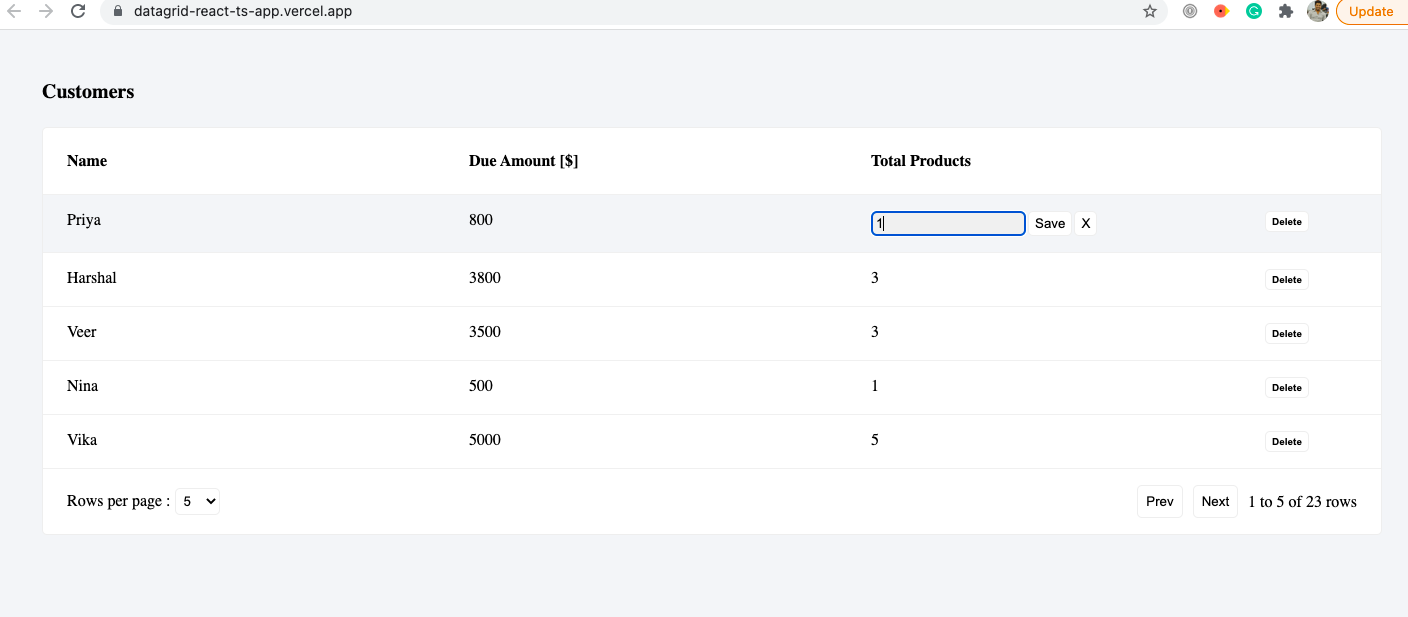 datagrid-react-ts-app.vercel.app Update
Customers
Name Due Amount [$] Total Products
Priya 800 1 Save X Delete
Harshal 3800 3 Delete
Veer 3500 3 Delete
Nina 500 1 Delete
Vika 5000 5 Delete
Rows per page : 5 Prev Next 1 to 5 of 23 rows